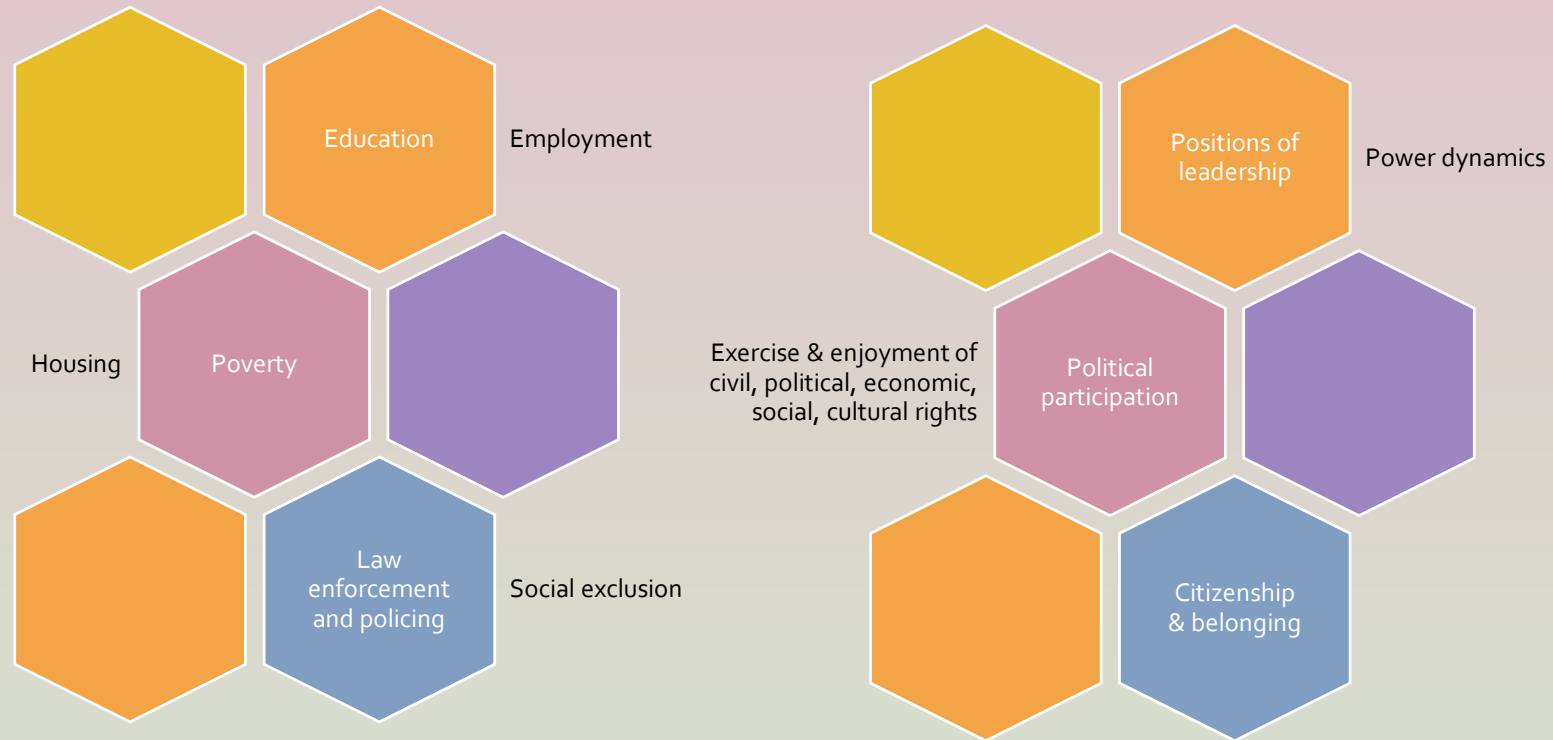 Education
Employment
Housing
Poverty
Law
enforcement
and policing
Social exclusion
Positions of
leadership
Power dynamics
Exercise & enjoyment of
civil, political, economic,
social, cultural rights
Political
participation
Citizenship
& belonging